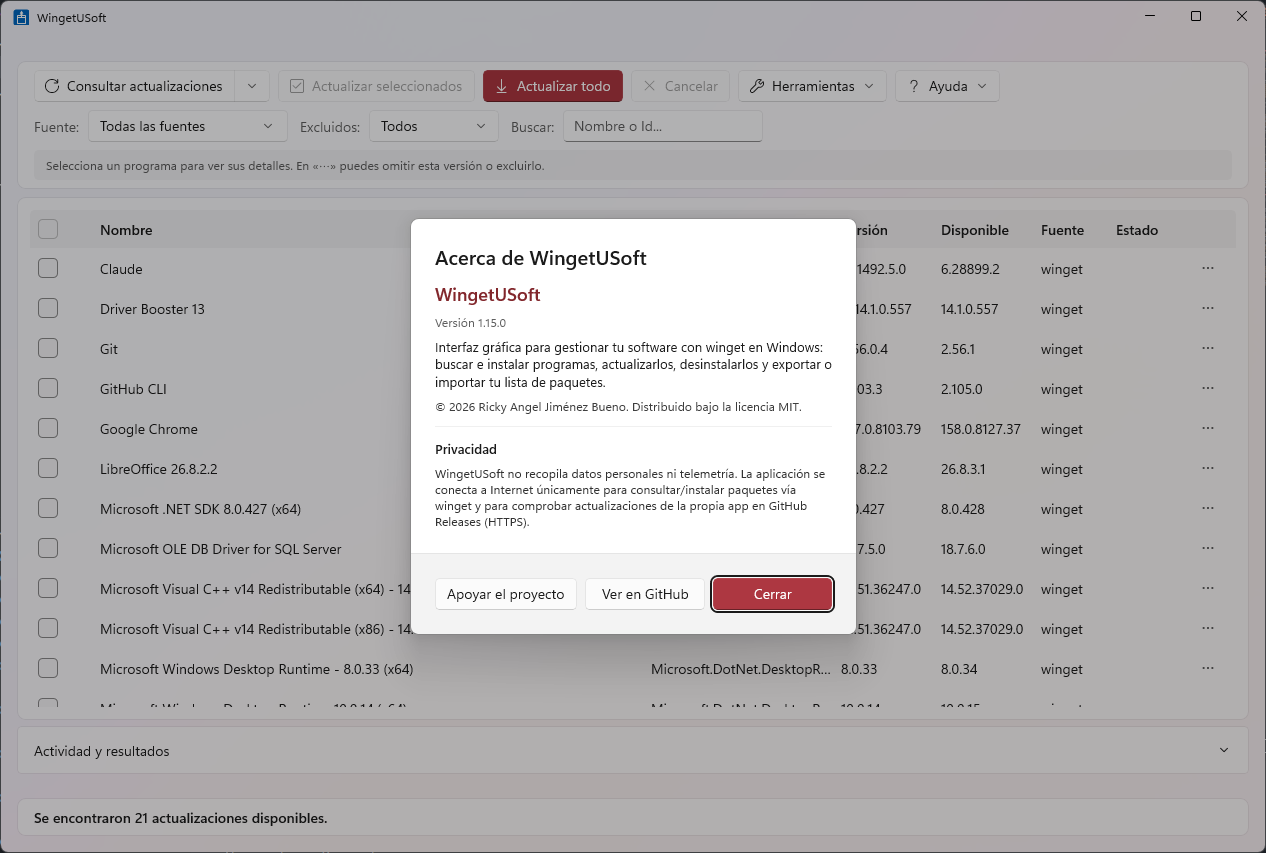 WingetUSoft
Consultar actualizaciones
Actualizar seleccionados
Actualizar todo
Cancelar
Herramientas
? Ayuda
Fuente: Todas las fuentes
Excluidos: Todos
Buscar: Nombre o Id...
Selecciona un programa para ver sus detalles. En «···» puedes omitir esta versión o excluirlo.
Nombre rsión Disponible Fuente Estado
Claude 1492.5.0 6.28899.2 winget ···
Driver Booster 13 14.1.0.557 14.1.0.557 winget ···
Git 56.0.4 2.56.1 winget ···
GitHub CLI 03.3 2.105.0 winget ···
Google Chrome 7.0.8103.79 158.0.8127.37 winget ···
LibreOffice 26.8.2.2 .8.2.2 26.8.3.1 winget ···
Microsoft .NET SDK 8.0.427 (x64) 0.427 8.0.428 winget ···
Microsoft OLE DB Driver for SQL Server 7.5.0 18.7.6.0 winget ···
Microsoft Visual C++ v14 Redistributable (x64) - 14 51.36247.0 14.52.37029.0 winget ···
Microsoft Visual C++ v14 Redistributable (x86) - 14. 51.36247.0 14.52.37029.0 winget ···
Microsoft Windows Desktop Runtime - 8.0.33 (x64) Microsoft.DotNet.DesktopR... 8.0.33 8.0.34 winget ···
Acerca de WingetUSoft
WingetUSoft
Versión 1.15.0
Interfaz gráfica para gestionar tu software con winget en Windows:
buscar e instalar programas, actualizarlos, desinstalarlos y exportar o
importar tu lista de paquetes.
© 2026 Ricky Angel Jiménez Bueno. Distribuido bajo la licencia MIT.
Privacidad
WingetUSoft no recopila datos personales ni telemetría. La aplicación se
conecta a Internet únicamente para consultar/instalar paquetes vía
winget y para comprobar actualizaciones de la propia app en GitHub
Releases (HTTPS).
Apoyar el proyecto
Ver en GitHub
Cerrar
Actividad y resultados
Se encontraron 21 actualizaciones disponibles.